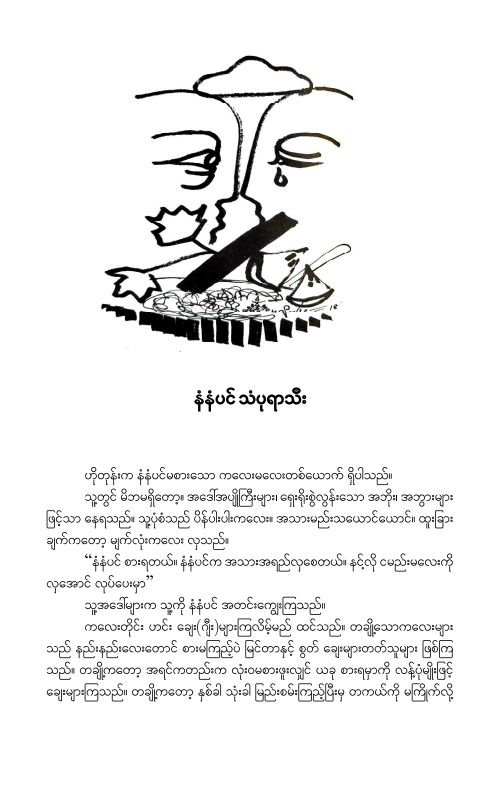 နံနံပင် သံပုရာသီး
ဟိုတုန်းက နံနံပင်မစားသော ကလေးမလေးတစ်ယောက် ရှိပါသည်။
သူ့တွင် မိဘမရှိတော့။ အဒေါ်အပျိုကြီးများ၊ ရှေးရိုးစွဲလွန်းသော အဘိုး၊ အဘွားများ
ဖြင့်သာ နေရသည်။ သူ့ပုံစံသည် ပိန်ပါးပါးကလေး။ အသားမည်းသယောင်ယောင်။ ထူးခြား
ချက်ကတော့ မျက်လုံးကလေး လှသည်။
“နံနံပင် စားရတယ်။ နံနံပင်က အသားအရည်လှစေတယ်။ နင့်လို ငမည်းမလေးကို
လှအောင် လုပ်ပေးမှာ”
သူ့အဒေါ်များက သူ့ကို နံနံပင် အတင်းကျွေးကြသည်။
ကလေးတိုင်း ဟင်း ချေး(ဂျီး)များကြလိမ့်မည် ထင်သည်။ တချို့သောကလေးများ
သည် နည်းနည်းလေးတောင် စားမကြည့်ပဲ မြင်တာနှင့် စွတ် ချေးများတတ်သူများ ဖြစ်ကြ
သည်။ တချို့ကတော့ အရင်ကတည်းက လုံးဝမစားဖူးလျှင် ယခု စားရမှာကို လန့်ပုံမျိုးဖြင့်
ချေးများကြသည်။ တချို့ကတော့ နှစ်ခါ သုံးခါ မြည်းစမ်းကြည့်ပြီးမှ တကယ်ကို မကြိုက်လို့